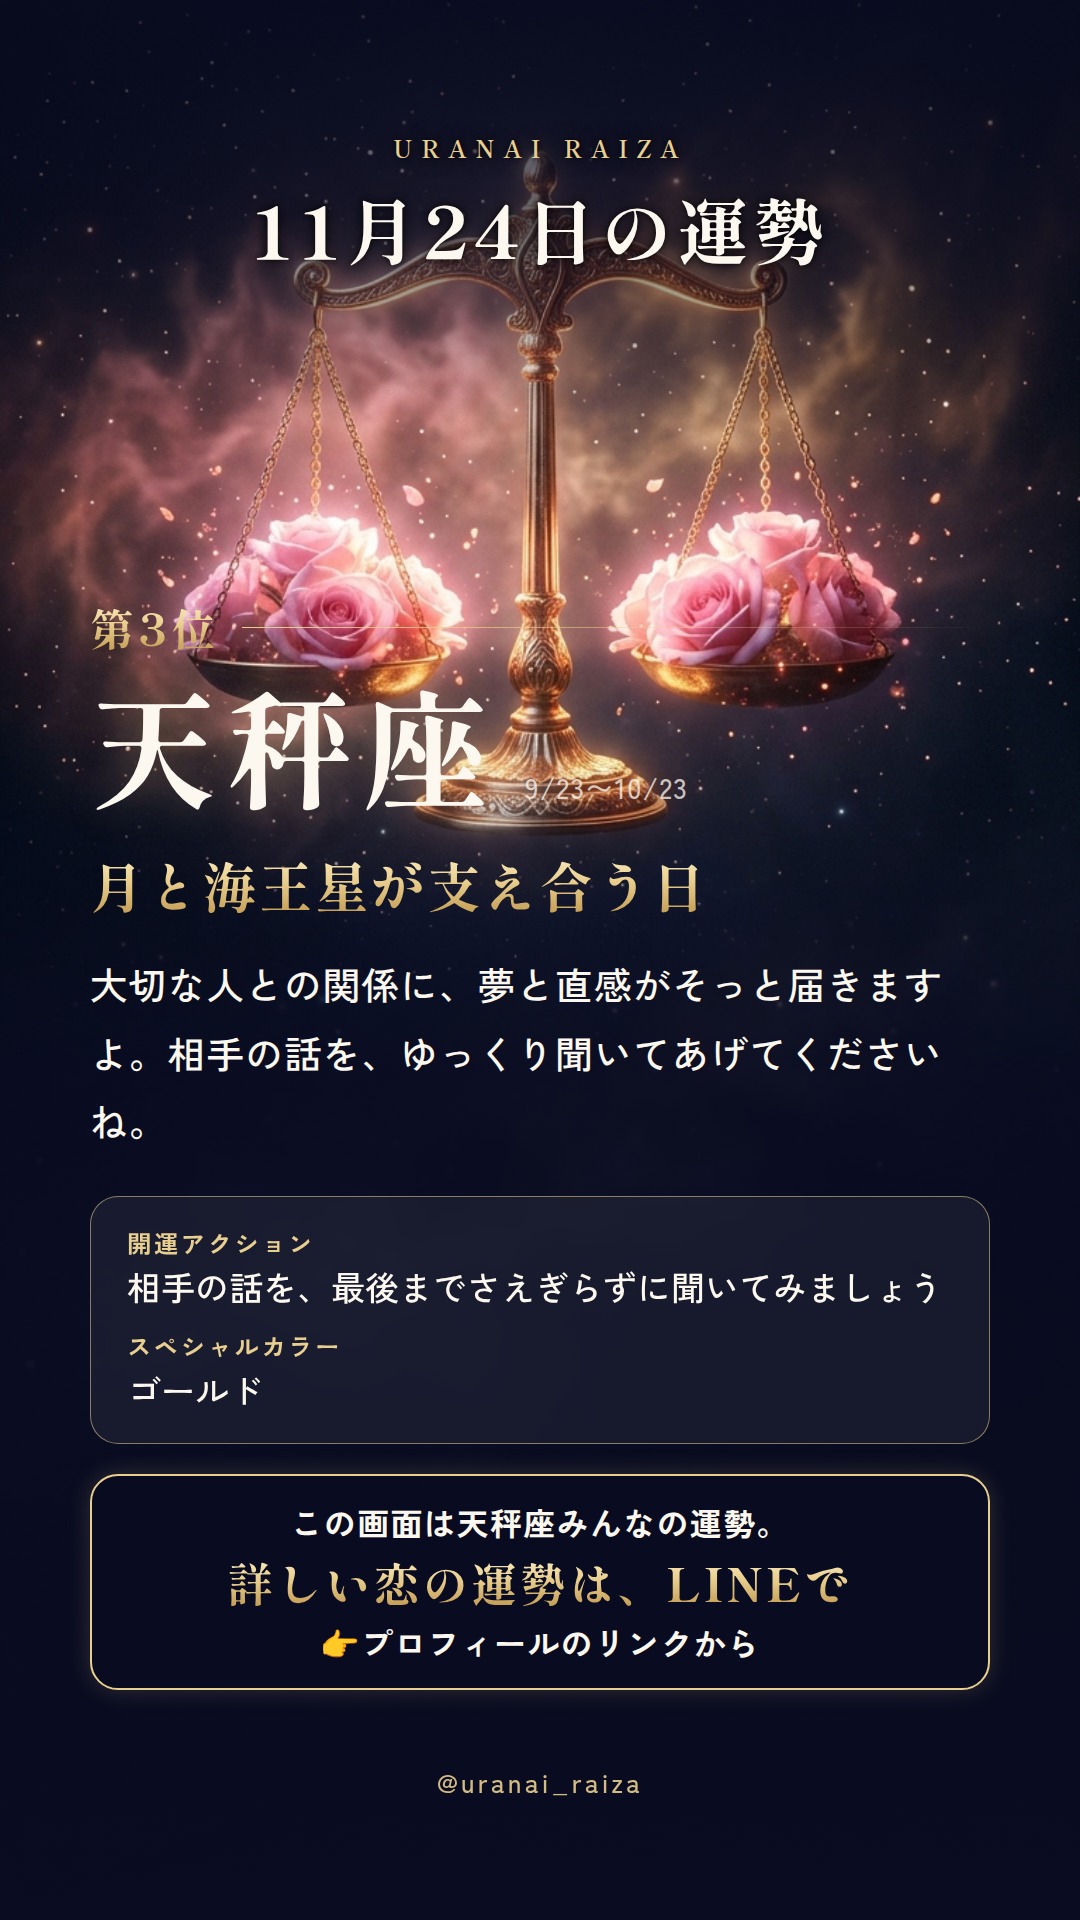 URANAI RAIZA
11月24日の運勢
第3位
天秤座 9/23〜10/23
月と海王星が支え合う日
大切な人との関係に、夢と直感がそっと届きます
よ。相手の話を、ゆっくり聞いてあげてください
ね。
開運アクション
相手の話を、最後までさえぎらずに聞いてみましょう
スペシャルカラー
ゴールド
この画面は天秤座みんなの運勢。
詳しい恋の運勢は、LINEで
👉プロフィールのリンクから
@uranai_raiza